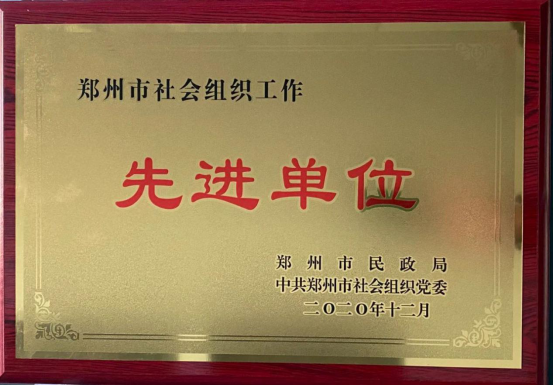 郑州市社会组织工作
先进单位
郑州市民政局
中共郑州市社会组织党委
二〇二〇年十二月